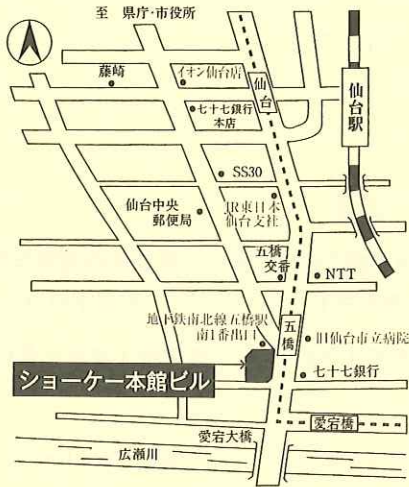 至 県庁・市役所
藤崎
イオン仙台店
仙台
仙台駅
七十七銀行
本店
SS30
仙台中央
郵便局
JR東日本
仙台支社
五橋
交番
NTT
地下鉄南北線五橋駅
南1番出口
五橋
旧仙台市立病院
ショーケー本館ビル
七十七銀行
愛宕大橋
愛宕橋
広瀬川